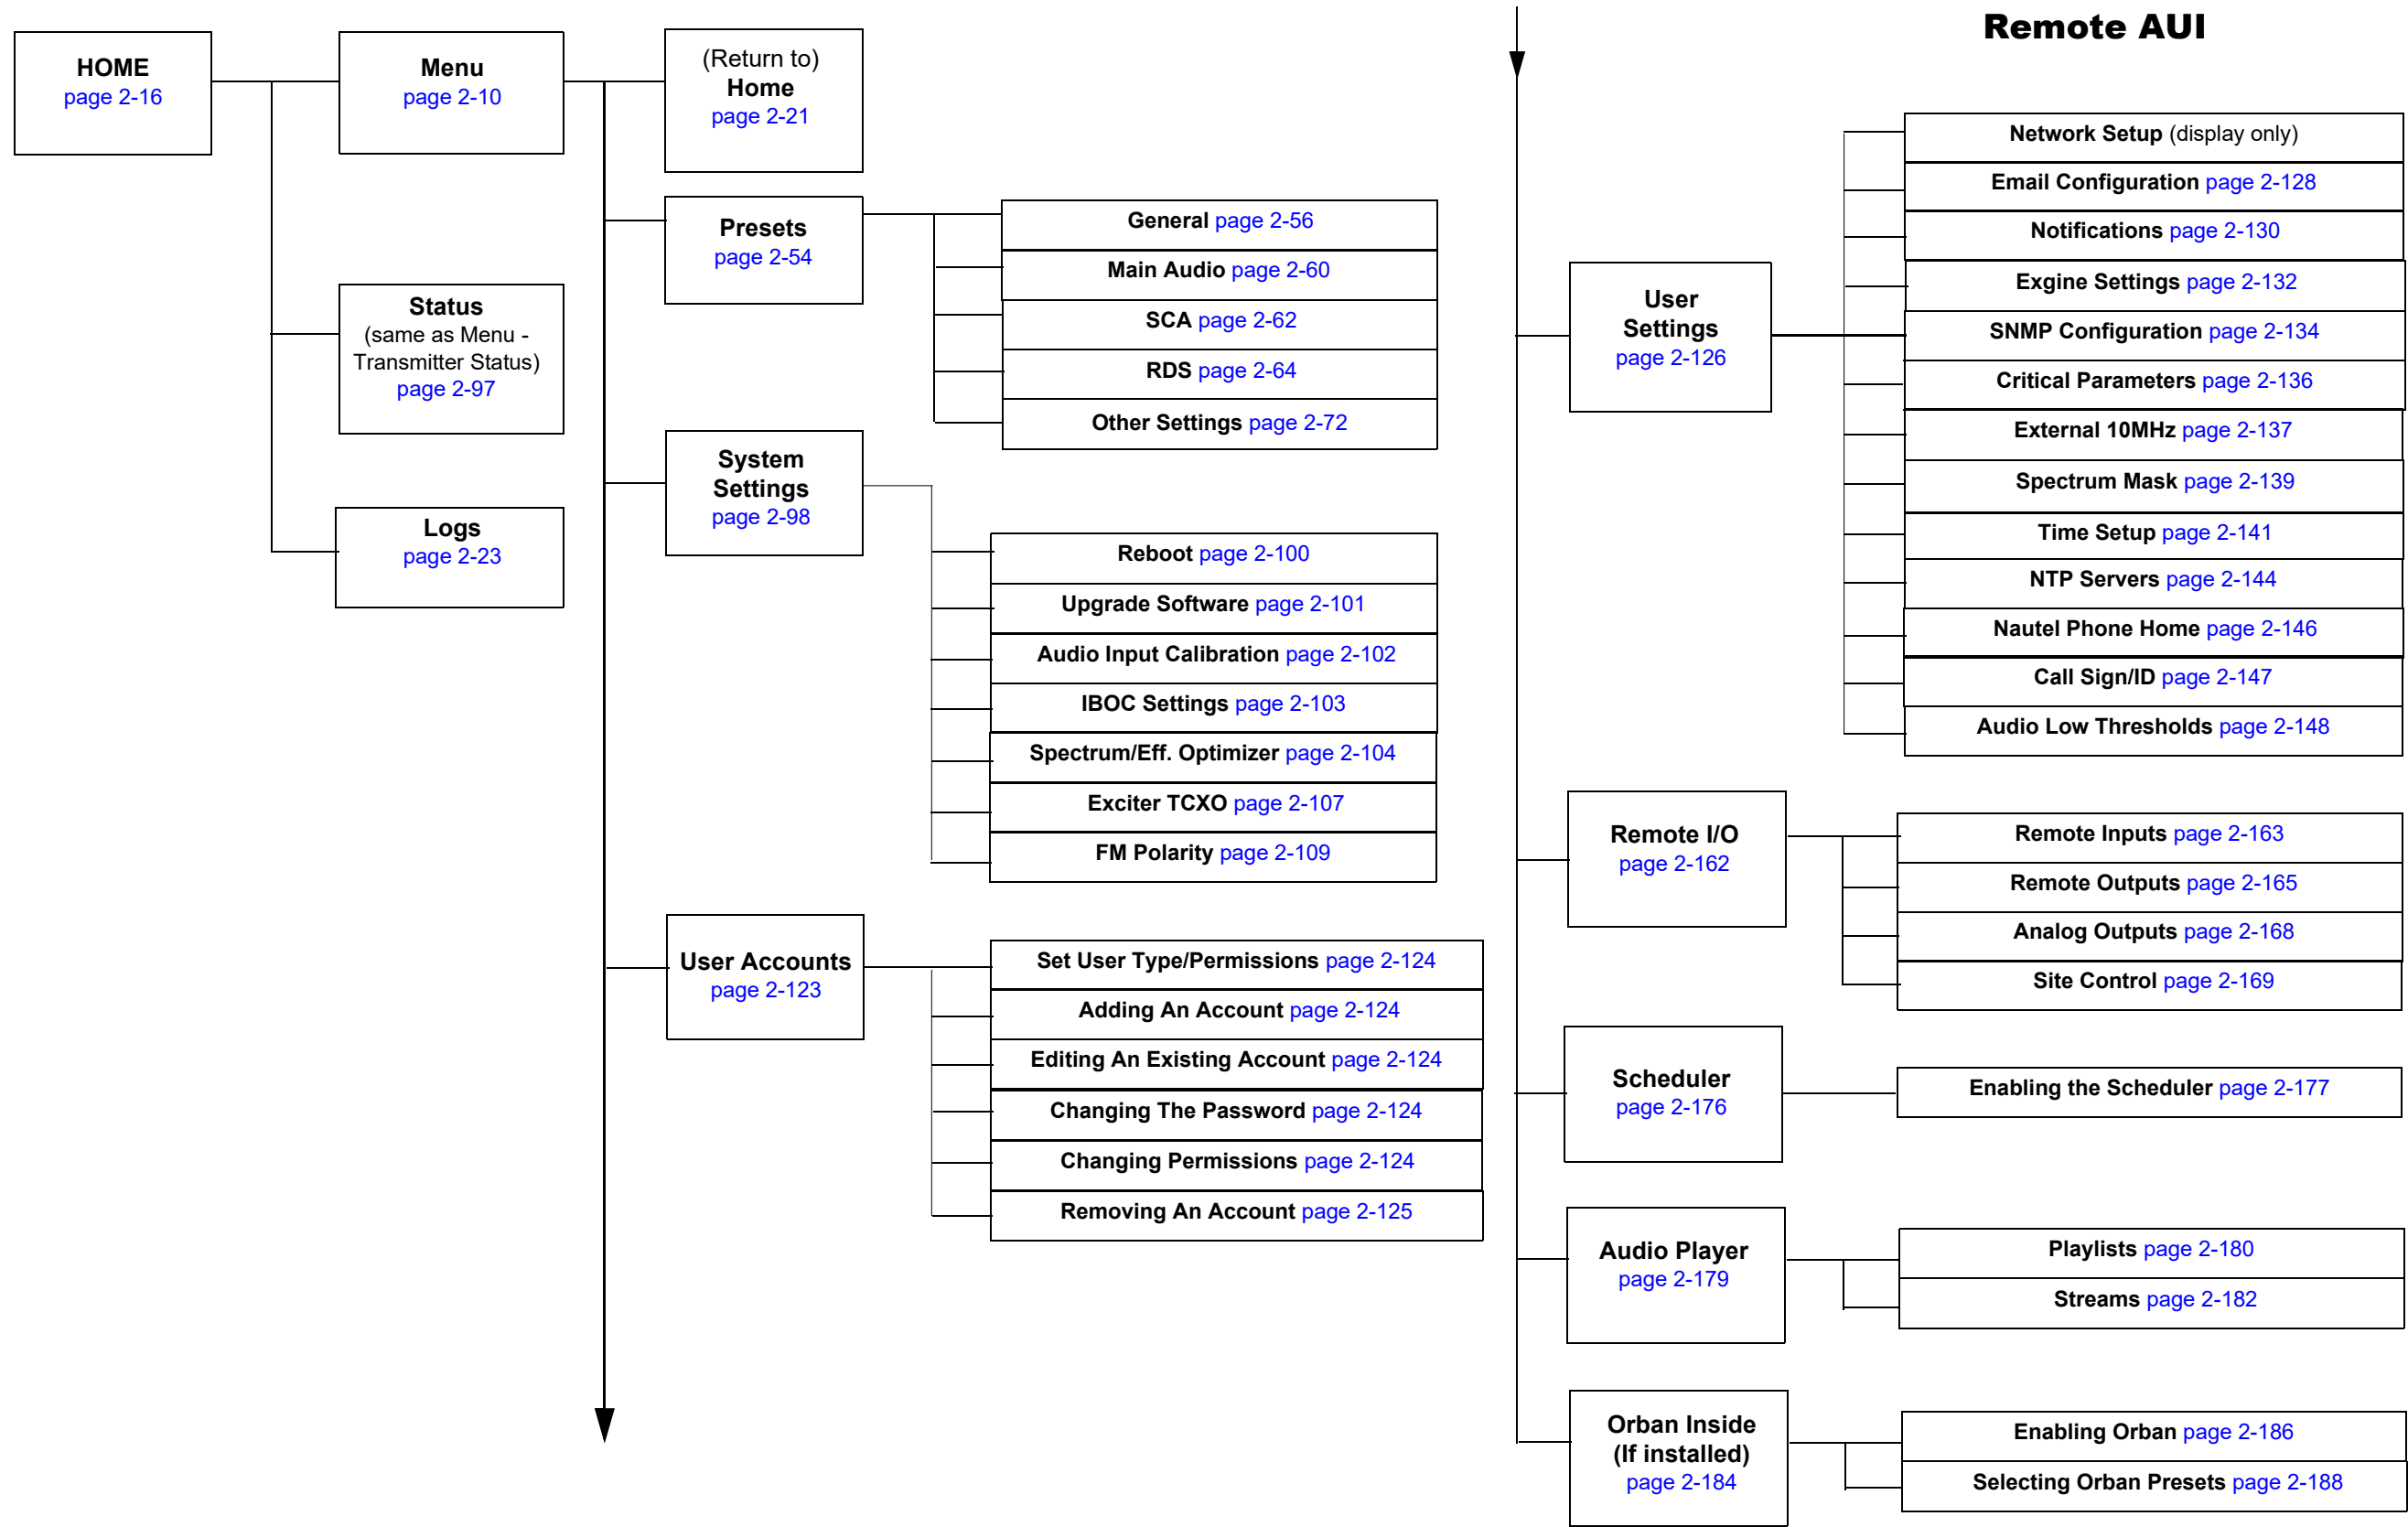 Remote AUI
HOME
page 2-16
Menu
page 2-10
Status
(same as Menu -
Transmitter Status)
page 2-97
Logs
page 2-23
(Return to)
Home
page 2-21
Presets
page 2-54
General page 2-56
Main Audio page 2-60
SCA page 2-62
RDS page 2-64
Other Settings page 2-72
System
Settings
page 2-98
Reboot page 2-100
Upgrade Software page 2-101
Audio Input Calibration page 2-102
IBOC Settings page 2-103
Spectrum/Eff. Optimizer page 2-104
Exciter TCXO page 2-107
FM Polarity page 2-109
User Accounts
page 2-123
Set User Type/Permissions page 2-124
Adding An Account page 2-124
Editing An Existing Account page 2-124
Changing The Password page 2-124
Changing Permissions page 2-124
Removing An Account page 2-125
User
Settings
page 2-126
Network Setup (display only)
Email Configuration page 2-128
Notifications page 2-130
Exgine Settings page 2-132
SNMP Configuration page 2-134
Critical Parameters page 2-136
External 10MHz page 2-137
Spectrum Mask page 2-139
Time Setup page 2-141
NTP Servers page 2-144
Nautel Phone Home page 2-146
Call Sign/ID page 2-147
Audio Low Thresholds page 2-148
Remote I/O
page 2-162
Remote Inputs page 2-163
Remote Outputs page 2-165
Analog Outputs page 2-168
Site Control page 2-169
Scheduler
page 2-176
Enabling the Scheduler page 2-177
Audio Player
page 2-179
Playlists page 2-180
Streams page 2-182
Orban Inside
(If installed)
page 2-184
Enabling Orban page 2-186
Selecting Orban Presets page 2-188